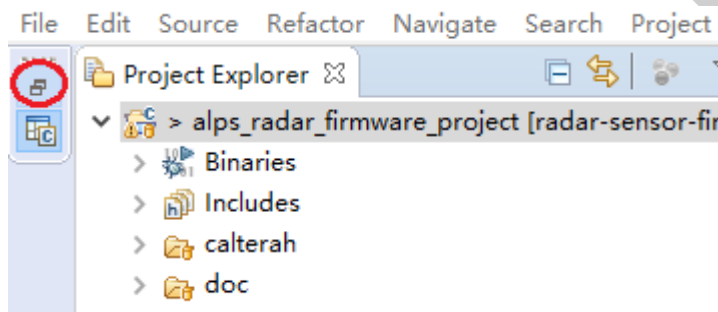 File Edit Source Refactor Navigate Search Project
Project Explorer
> alps_radar_firmware_project [radar-sensor-fir
Binaries
Includes
calterah
doc